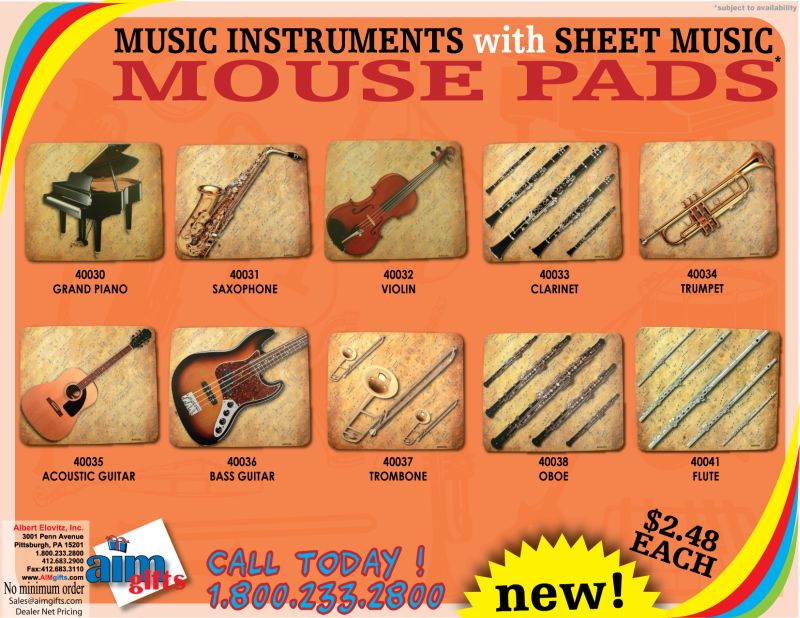 *subject to availability
MUSIC INSTRUMENTS with SHEET MUSIC
MOUSE PADS*
40030
GRAND PIANO
40031
SAXOPHONE
40032
VIOLIN
40033
CLARINET
40034
TRUMPET
40035
ACOUSTIC GUITAR
40036
BASS GUITAR
40037
TROMBONE
40038
OBOE
40041
FLUTE
$2.48
EACH
Albert Elovitz, Inc.
3001 Penn Avenue
Pittsburgh, PA 15201
1.800.233.2800
412.683.2900
Fax:412.683.3110
www.AIMgifts.com
No minimum order
Sales@aimgifts.com
Dealer Net Pricing
aim
gifts
CALL TODAY !
1.800.233.2800
new!